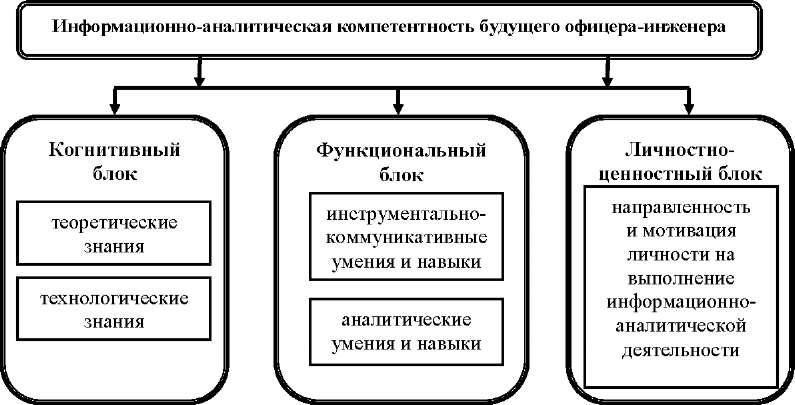 Информационно-аналитическая компетентность будущего офицера-инженера
Когнитивный
блок
теоретические
знания
технологические
знания
Функциональный
блок
инструментально-
коммуникативные
умения и навыки
аналитические
умения и навыки
Личностно-
ценностный блок
направленность
и мотивация
личности на
выполнение
информационно-
аналитической
деятельности